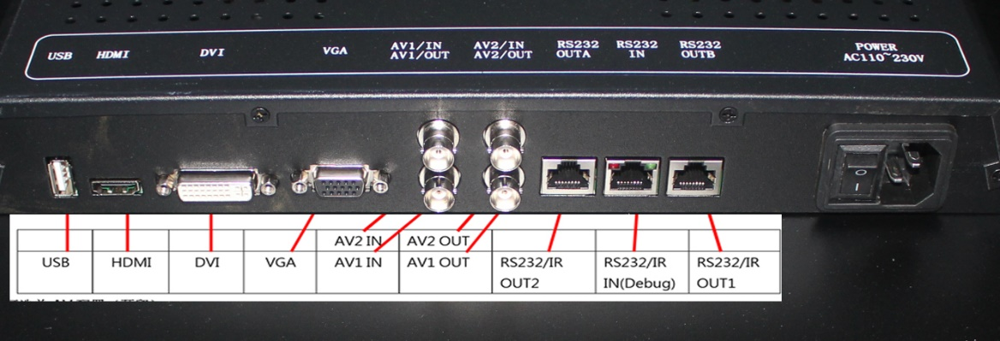 USB HDMI DVI VGA AV1/IN AV2/IN RS232 RS232 RS232 POWER
AV1/OUT AV2/OUT OUTA IN OUTB AC110~230V
AV2 IN AV2 OUT
USB HDMI DVI VGA AV1 IN AV1 OUT RS232/IR RS232/IR RS232/IR
OUT2 IN(Debug) OUT1